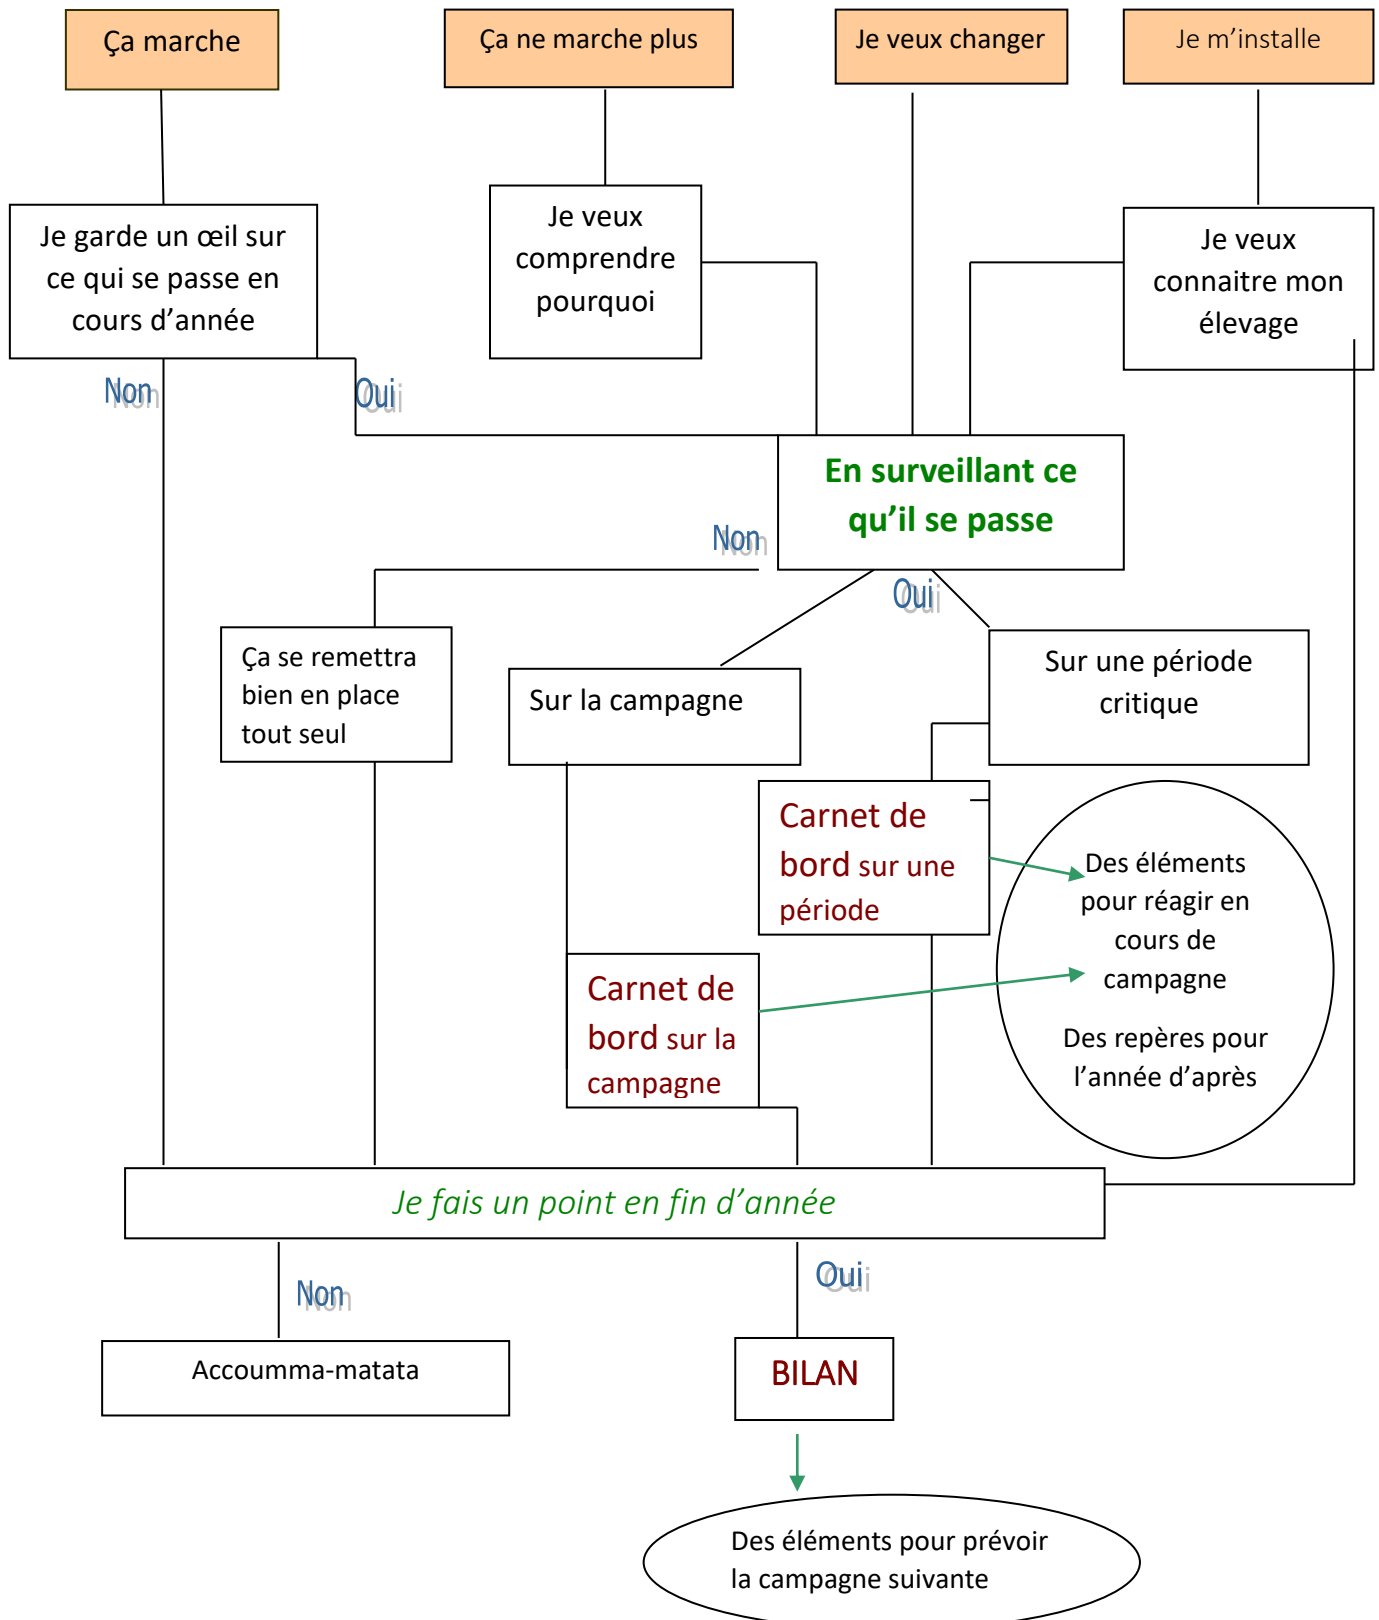 Ça marche
Ça ne marche plus
Je veux changer
Je m’installe
Je garde un œil sur
ce qui se passe en
cours d’année
Je veux
comprendre
pourquoi
Je veux
connaitre mon
élevage
Non
Oui
En surveillant ce
qu’il se passe
Non
Oui
Ça se remettra
bien en place
tout seul
Sur la campagne
Sur une période
critique
Carnet de
bord sur une
période
Des éléments
pour réagir en
cours de
campagne
Des repères pour
l’année d’après
Carnet de
bord sur la
campagne
Je fais un point en fin d’année
Non
Oui
Accoumma-matata
BILAN
Des éléments pour prévoir
la campagne suivante